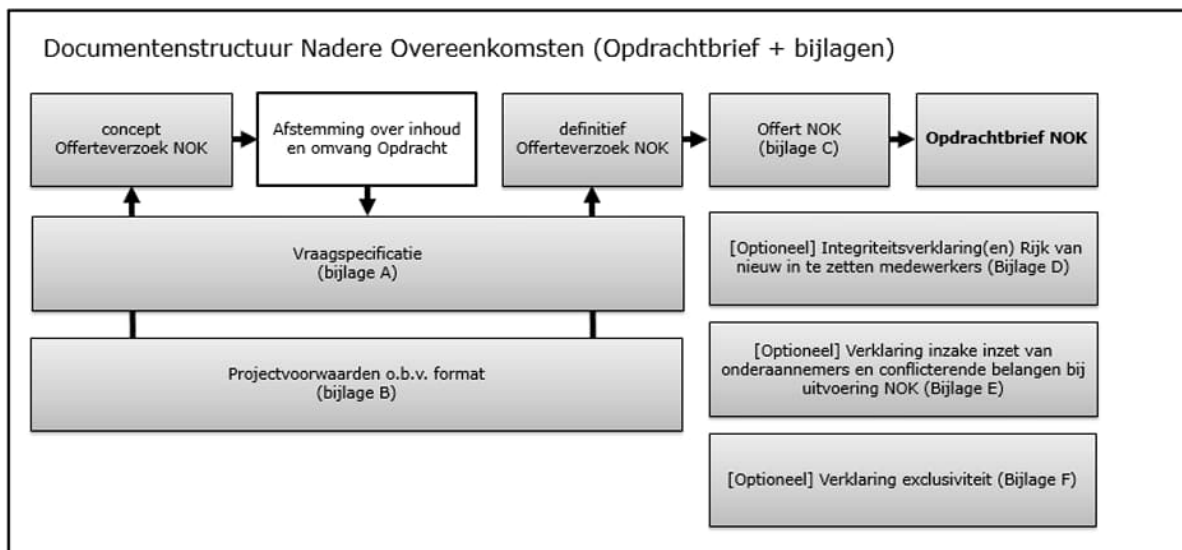 Documentenstructuur Nadere Overeenkomsten (Opdrachtbrief + bijlagen)
concept
Offerteverzoek NOK
Afstemming over inhoud
en omvang Opdracht
definitief
Offerteverzoek NOK
Offert NOK
(bijlage C)
Opdrachtbrief NOK
Vraagspecificatie
(bijlage A)
[Optioneel] Integriteitsverklaring(en) Rijk van
nieuw in te zetten medewerkers (Bijlage D)
Projectvoorwaarden o.b.v. format
(bijlage B)
[Optioneel] Verklaring inzake inzet van
onderaannemers en conflicterende belangen bij
uitvoering NOK (Bijlage E)
[Optioneel] Verklaring exclusiviteit (Bijlage F)